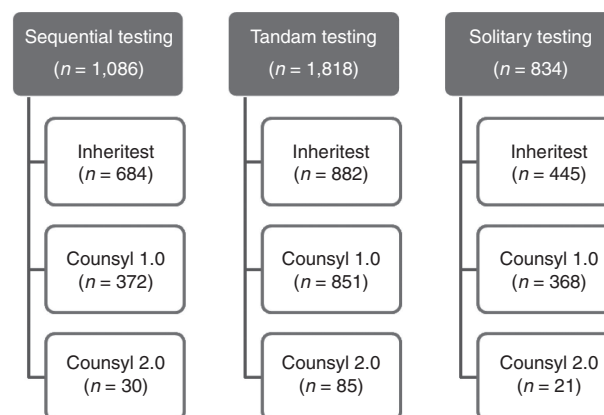 Sequential testing
(n = 1,086)
Inheritest
(n = 684)
Counsyl 1.0
(n = 372)
Counsyl 2.0
(n = 30)
Tandam testing
(n = 1,818)
Inheritest
(n = 882)
Counsyl 1.0
(n = 851)
Counsyl 2.0
(n = 85)
Solitary testing
(n = 834)
Inheritest
(n = 445)
Counsyl 1.0
(n = 368)
Counsyl 2.0
(n = 21)